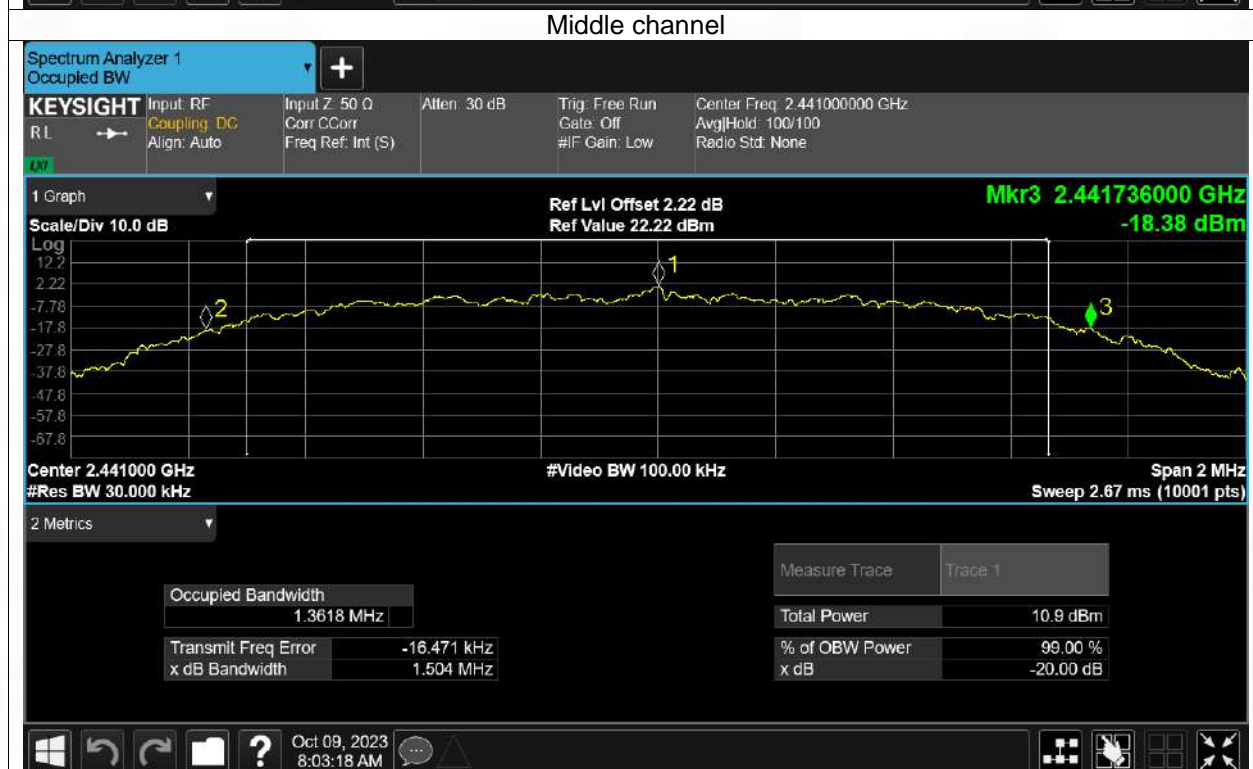 Middle channel
Spectrum Analyzer 1
Occupied BW
+
KEYSIGHT
Input: RF
Input Z: 50 Ω
Atten: 30 dB
Trig: Free Run
Center Freq: 2.441000000 GHz
RL
Coupling: DC
Corr CCorr
Gate: Off
Avg|Hold: 100/100
Align: Auto
Freq Ref: Int (S)
#IF Gain: Low
Radio Std: None
LXI
1 Graph
Ref Lvl Offset 2.22 dB
Mkr3 2.441736000 GHz
Scale/Div 10.0 dB
Ref Value 22.22 dBm
-18.38 dBm
Log
12.2
2.22
-7.78
-17.8
-27.8
-37.8
-47.8
-57.8
-67.8
1
2
3
Center 2.441000 GHz
#Video BW 100.00 kHz
Span 2 MHz
#Res BW 30.000 kHz
Sweep 2.67 ms (10001 pts)
2 Metrics
Measure Trace
Trace 1
Occupied Bandwidth
1.3618 MHz
Total Power
10.9 dBm
Transmit Freq Error
-16.471 kHz
% of OBW Power
99.00 %
x dB Bandwidth
1.504 MHz
x dB
-20.00 dB
?
Oct 09, 2023
8:03:18 AM